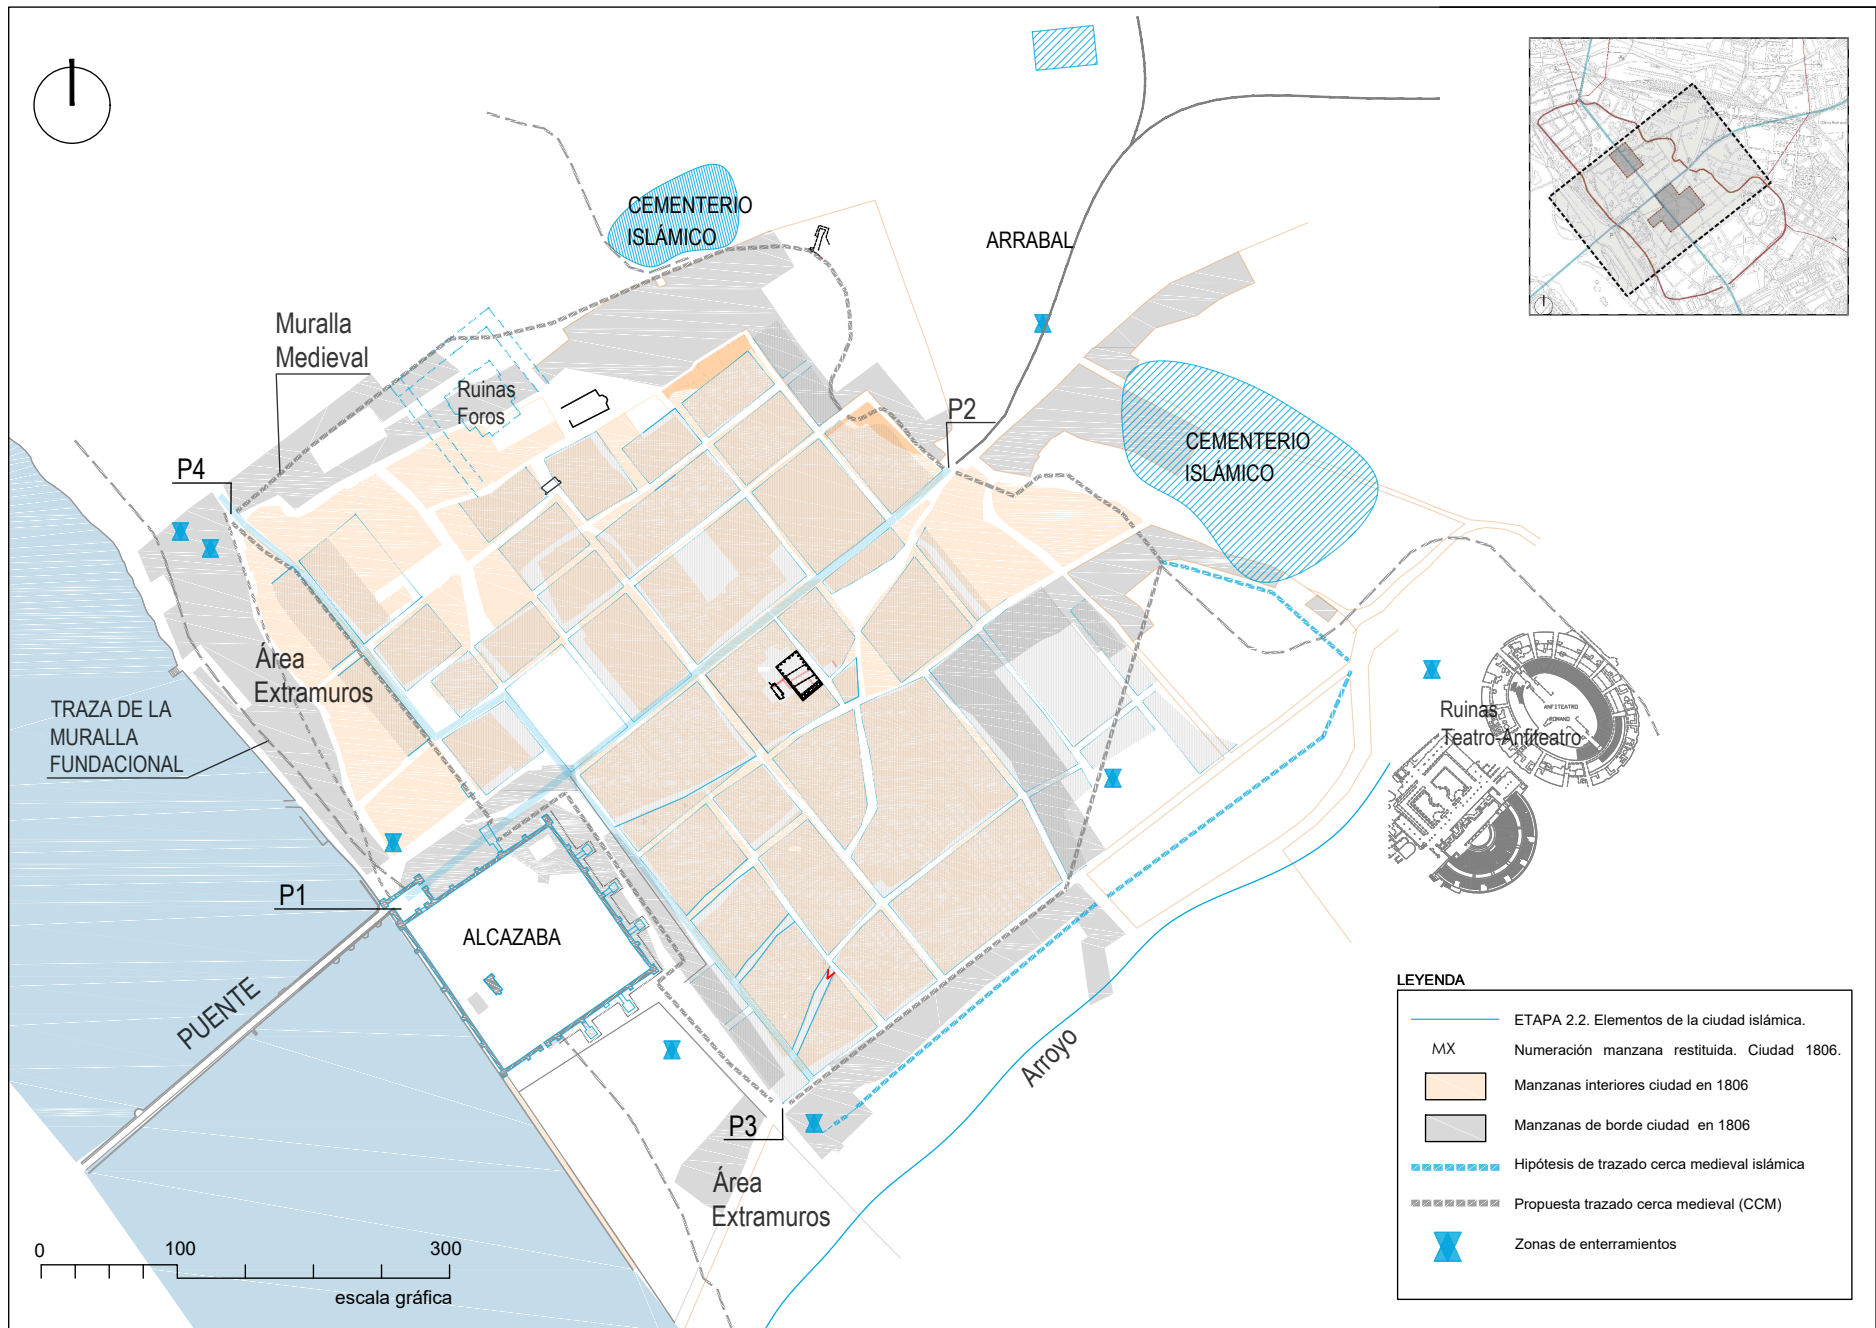 CEMENTERIO
ISLÁMICO
ARRABAL
Muralla
Medieval
Ruinas
Foros
P2
P4
CEMENTERIO
ISLÁMICO
Área
Extramuros
TRAZA DE LA
MURALLA
FUNDACIONAL
ANFITEATRO
ROMANO
Ruinas
Teatro-Anfiteatro
P1
ALCAZABA
PUENTE
Arroyo
P3
Área
Extramuros
0 100 300
escala gráfica
LEYENDA
ETAPA 2.2. Elementos de la ciudad islámica.
MX Numeración manzana restituida. Ciudad 1806.
Manzanas interiores ciudad en 1806
Manzanas de borde ciudad en 1806
Hipótesis de trazado cerca medieval islámica
Propuesta trazado cerca medieval (CCM)
Zonas de enterramientos